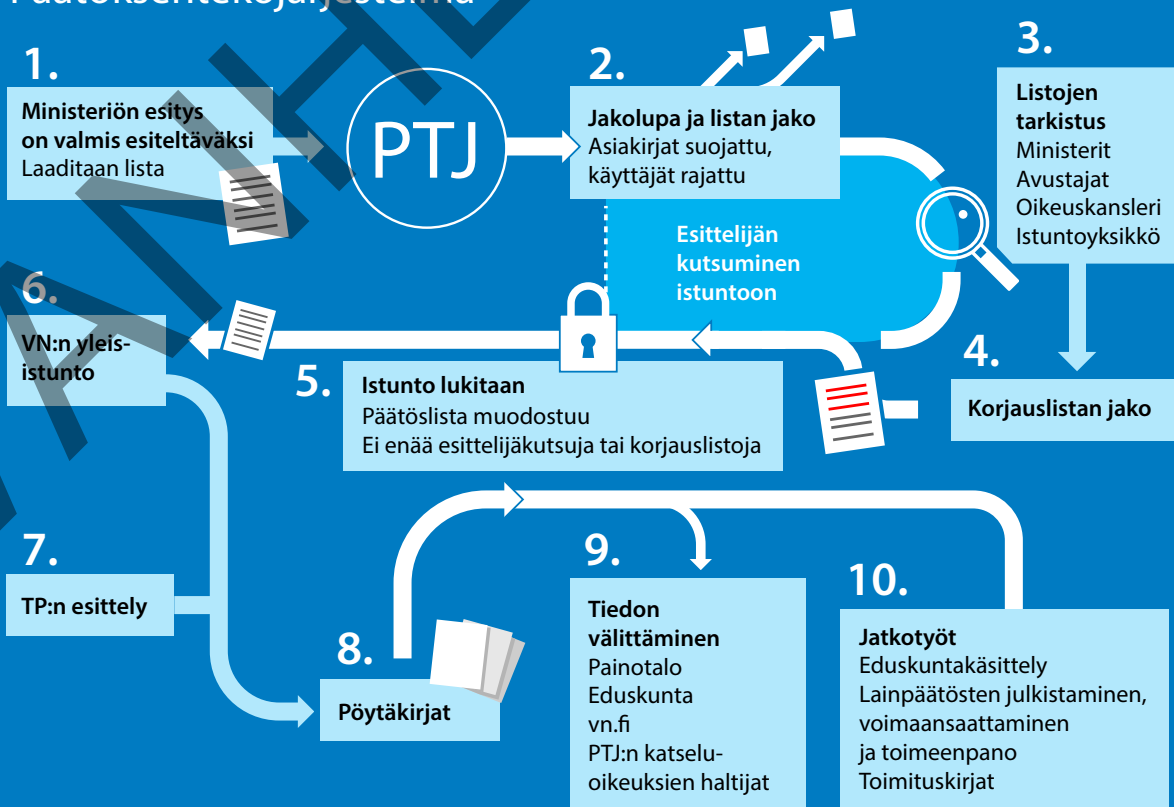 Päätöksentekojärjestelmä
1.
Ministeriön esitys
on valmis esiteltäväksi
Laaditaan lista
PTJ
2.
Jakolupa ja listan jako
Asiakirjat suojattu,
käyttäjät rajattu
3.
Listojen
tarkistus
Ministerit
Avustajat
Oikeuskansleri
Istuntoyksikkö
Esittelijän
kutsuminen
istuntoon
4.
Korjauslistan jako
5.
Istunto lukitaan
Päätöslista muodostuu
Ei enää esittelijäkutsuja tai korjauslistoja
6.
VN:n yleis-
istunto
7.
TP:n esittely
8.
Pöytäkirjat
9.
Tiedon
välittäminen
Painotalo
Eduskunta
vn.fi
PTJ:n katselu-
oikeuksien haltijat
10.
Jatkotyöt
Eduskuntakäsittely
Lainpäätösten julkistaminen,
voimaansaattaminen
ja toimeenpano
Toimituskirjat